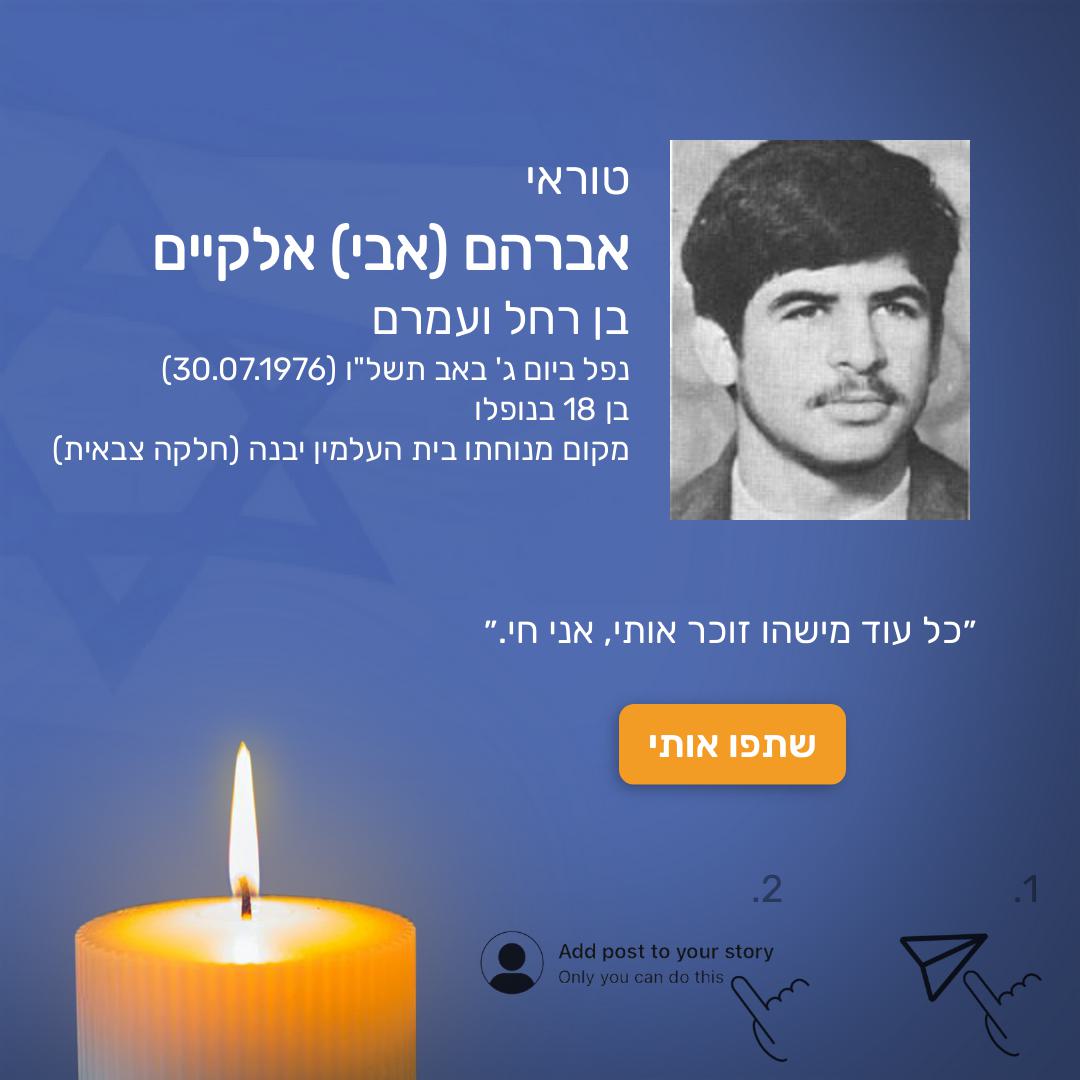 טוראי
אברהם (אבי) אלקיים
בן רחל ועמרם
נפל ביום ג' באב תשל"ו (30.07.1976)
בן 18 בנופלו
מקום מנוחתו בית העלמין יבנה (חלקה צבאית)
״כל עוד מישהו זוכר אותי, אני חי.״
שתפו אותי
.1
.2
Add post to your story
Only you can do this